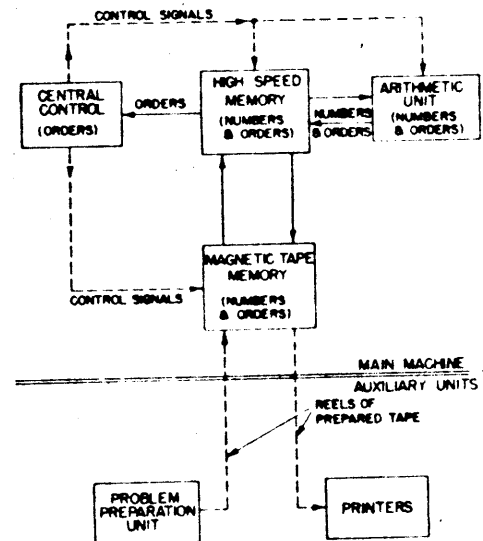 CONTROL SIGNALS
CENTRAL
CONTROL
(ORDERS)
ORDERS
HIGH SPEED
MEMORY
(NUMBERS
& ORDERS)
NUMBERS
& ORDERS
ARITHMETIC
UNIT
(NUMBERS
& ORDERS)
MAGNETIC TAPE
MEMORY
(NUMBERS
& ORDERS)
CONTROL SIGNALS
MAIN MACHINE
AUXILIARY UNITS
REELS OF
PREPARED TAPE
PROBLEM
PREPARATION
UNIT
PRINTERS